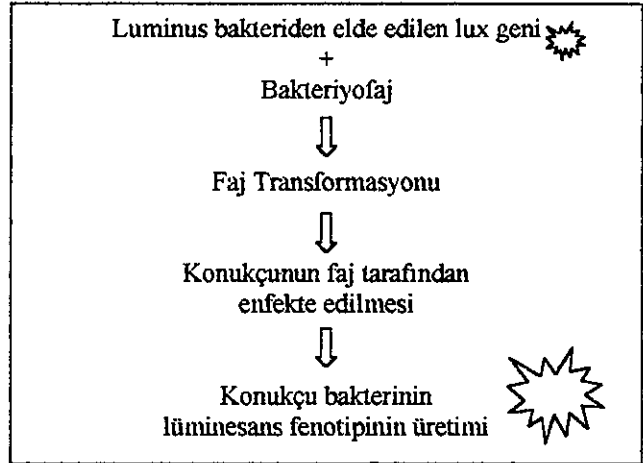 Luminus bakteriden elde edilen lux geni
+
Bakteriyofaj
Faj Transformasyonu
Konukçunun faj tarafından
enfekte edilmesi
Konukçu bakterinin
lüminesans fenotipinin üretimi